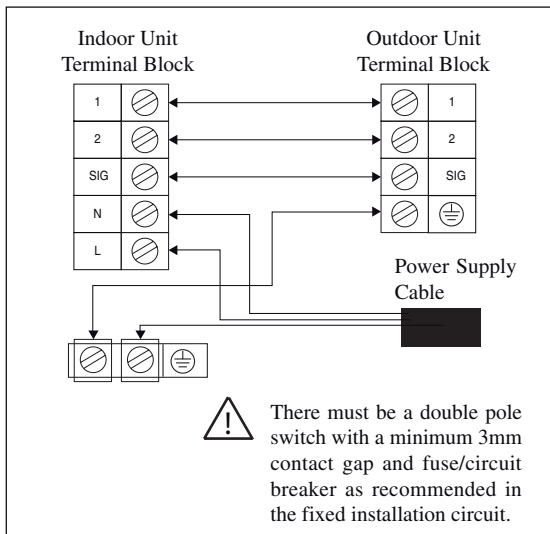 Indoor Unit
Terminal Block
Outdoor Unit
Terminal Block
1
2
SIG
N
L
1
2
SIG
Power Supply
Cable
There must be a double pole
switch with a minimum 3mm
contact gap and fuse/circuit
breaker as recommended in
the fixed installation circuit.